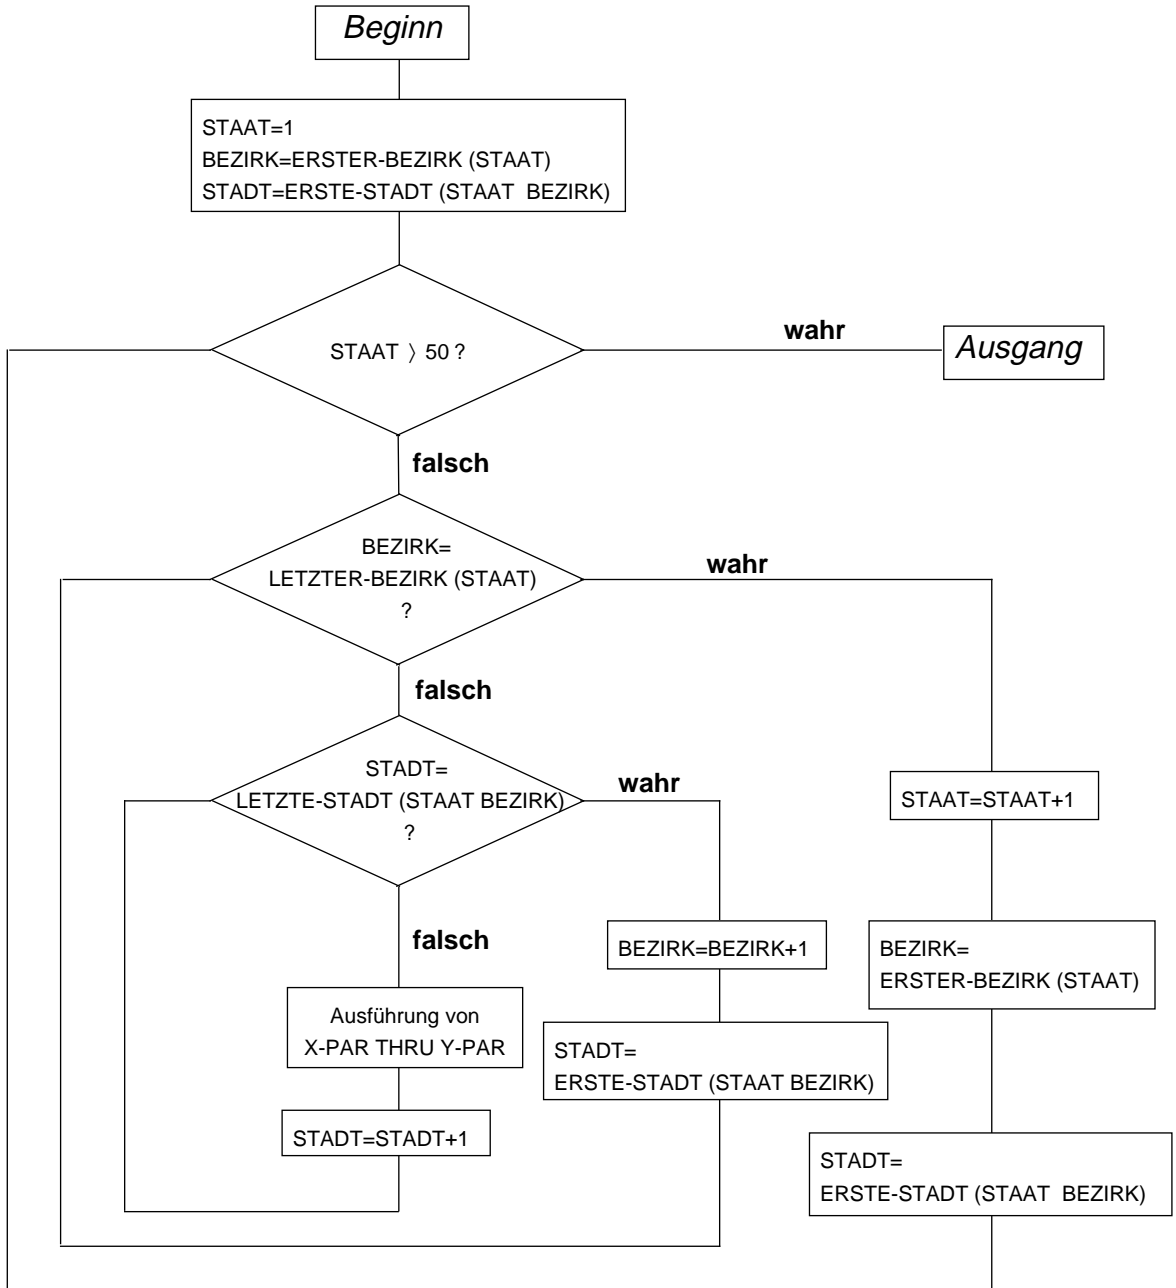 Beginn
STAAT=1
BEZIRK=ERSTER-BEZIRK (STAAT)
STADT=ERSTE-STADT (STAAT BEZIRK)
STAAT 〉 50 ?
wahr
Ausgang
falsch
BEZIRK=
LETZTER-BEZIRK (STAAT)
?
wahr
falsch
STADT=
LETZTE-STADT (STAAT BEZIRK)
?
wahr
STAAT=STAAT+1
falsch
BEZIRK=BEZIRK+1
BEZIRK=
ERSTER-BEZIRK (STAAT)
Ausführung von
X-PAR THRU Y-PAR
STADT=
ERSTE-STADT (STAAT BEZIRK)
STADT=STADT+1
STADT=
ERSTE-STADT (STAAT BEZIRK)